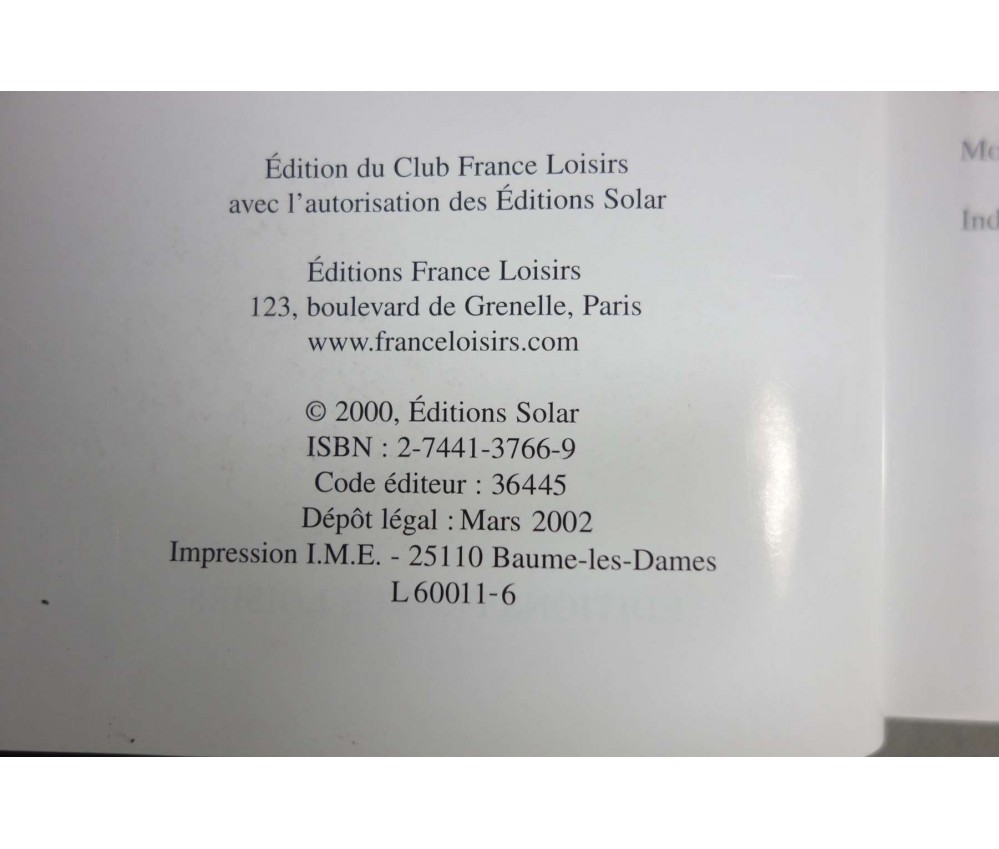 Édition du Club France Loisirs
avec l'autorisation des Éditions Solar
Éditions France Loisirs
123, boulevard de Grenelle, Paris
www.franceloisirs.com
© 2000, Éditions Solar
ISBN : 2-7441-3766-9
Code éditeur : 36445
Dépôt légal : Mars 2002
Impression I.M.E. - 25110 Baume-les-Dames
L 60011-6